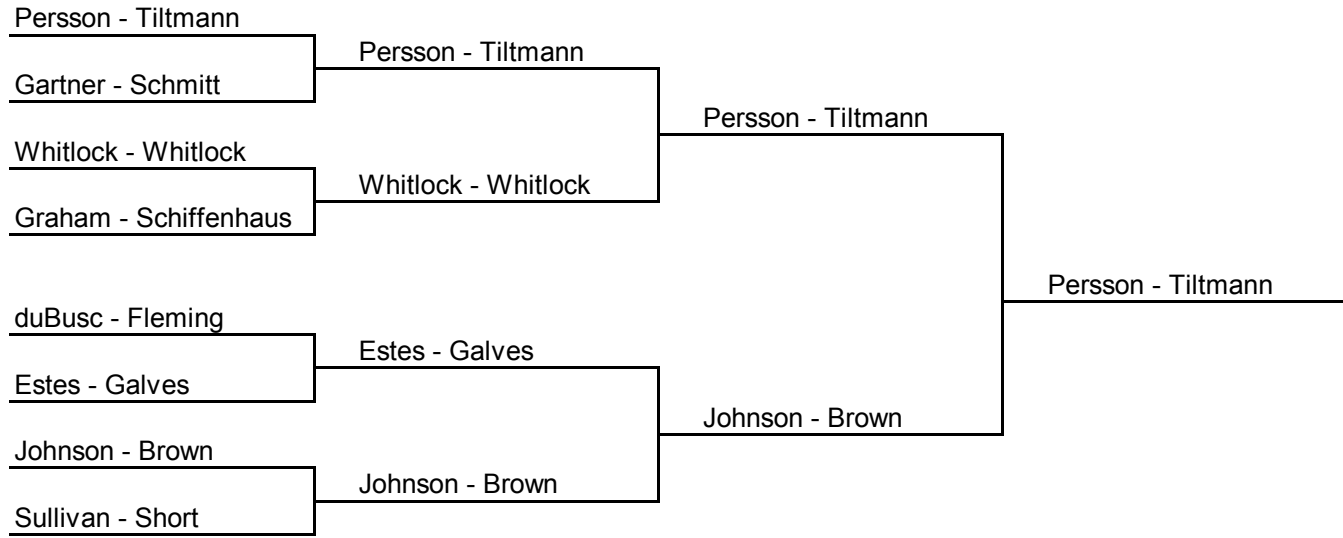 Persson - Tiltmann
Gartner - Schmitt
Whitlock - Whitlock
Graham - Schiffenhaus
duBusc - Fleming
Estes - Galves
Johnson - Brown
Sullivan - Short
Persson - Tiltmann
Whitlock - Whitlock
Estes - Galves
Johnson - Brown
Persson - Tiltmann
Johnson - Brown
Persson - Tiltmann